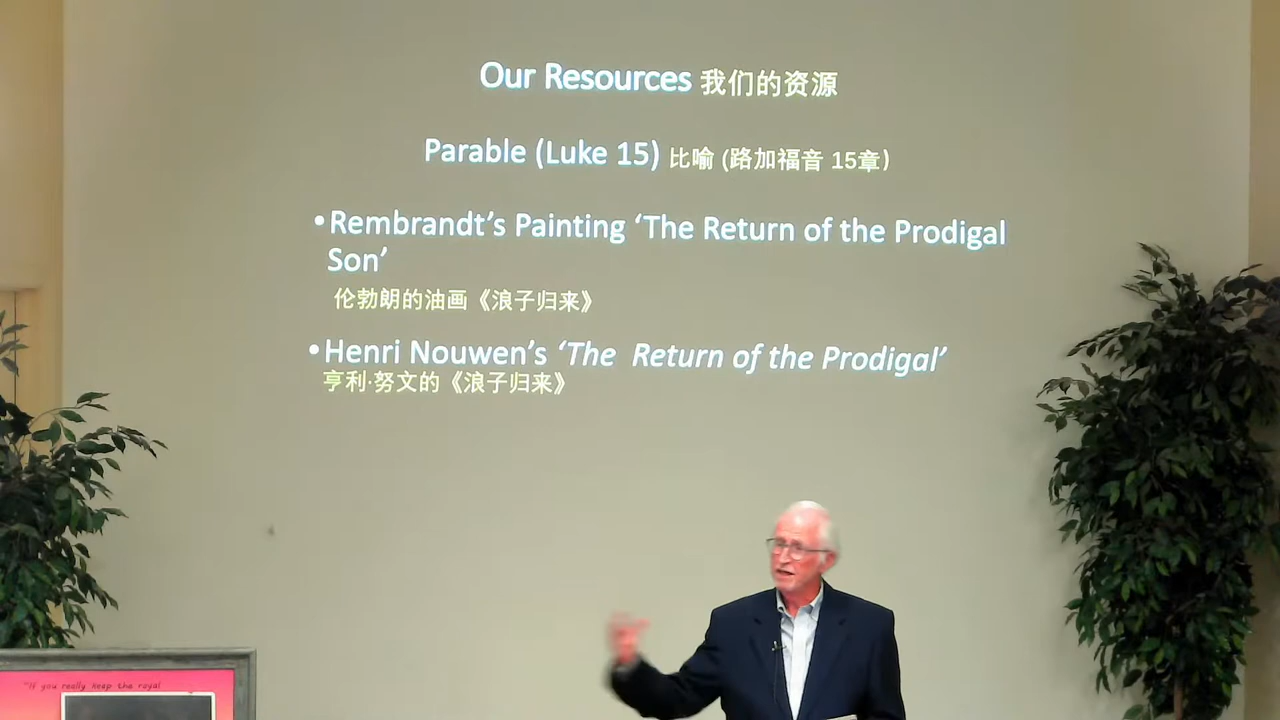 Our Resources 我们的资源
Parable (Luke 15) 比喻 (路加福音 15章)
•Rembrandt’s Painting ‘The Return of the Prodigal
Son’
伦勃朗的油画《浪子归来》
•Henri Nouwen’s ‘The Return of the Prodigal’
亨利·努文的《浪子归来》
"If you really keep the royal